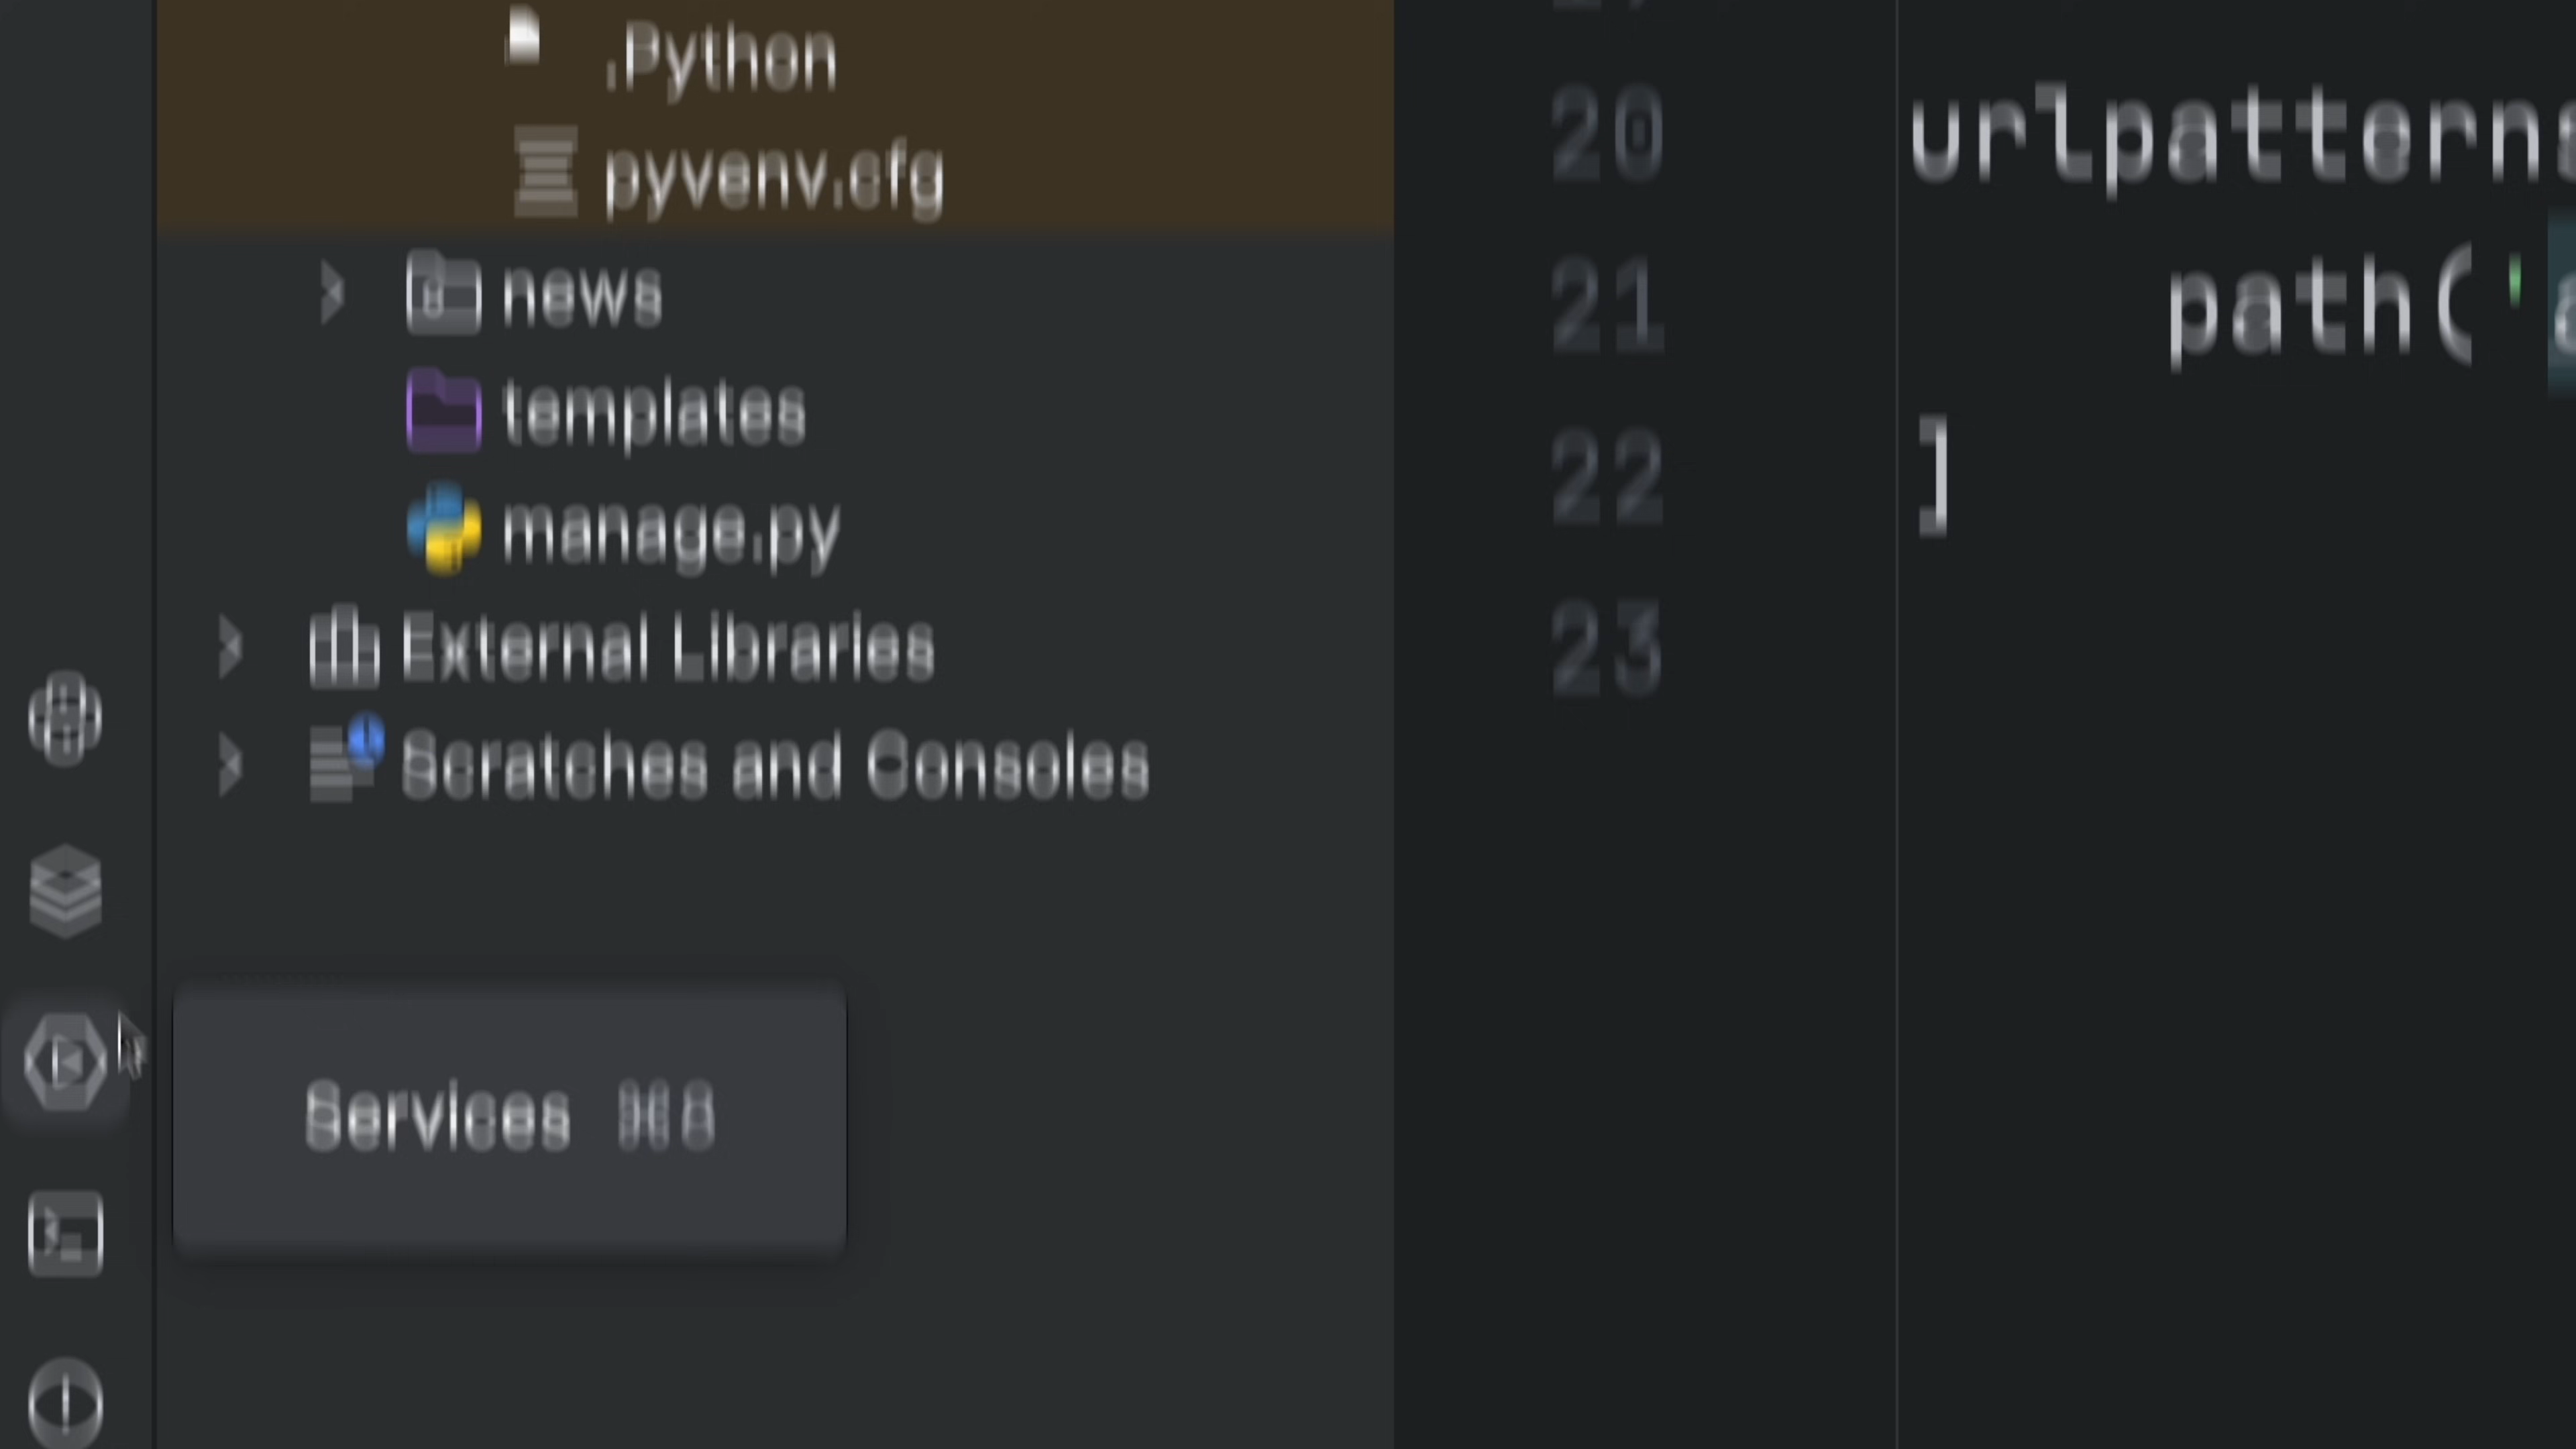 .Python
pyvenv.cfg
news
templates
manage.py
External Libraries
Scratches and Consoles
Services ⌘8
20 urlpatterns
21 path('a
22 ]
23